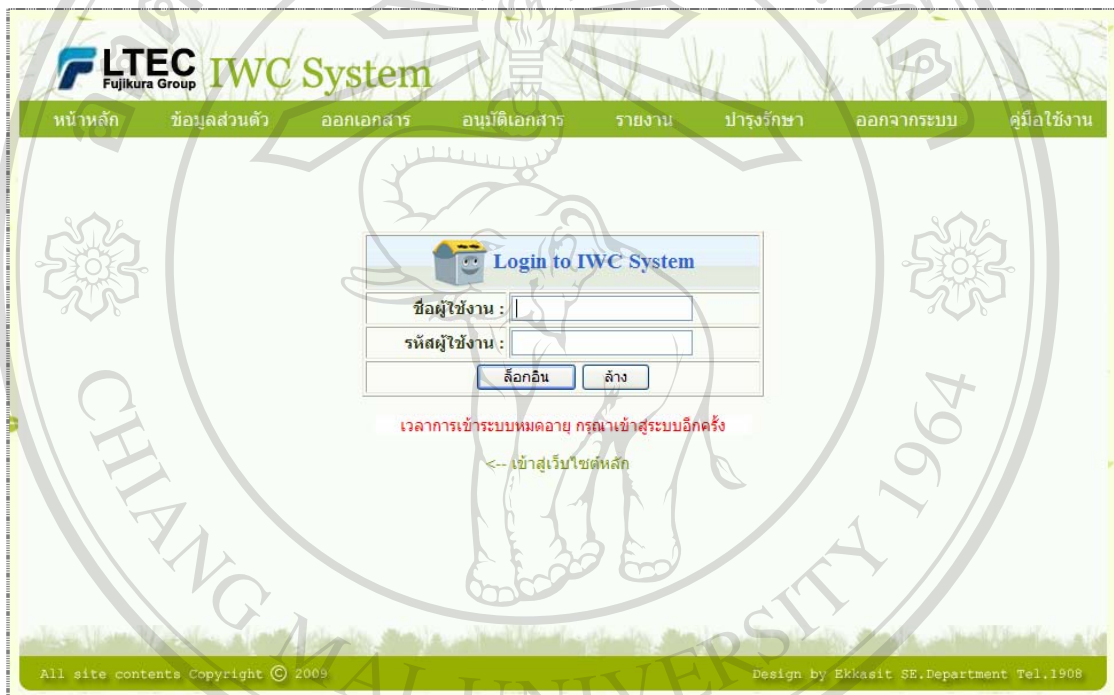 LTEC
Fujikura Group
IWC System
หน้าหลัก ข้อมูลส่วนตัว ออกเอกสาร อนุมัติเอกสาร รายงาน บำรุงรักษา ออกจากระบบ คู่มือใช้งาน
Login to IWC System
ชื่อผู้ใช้งาน :
รหัสผู้ใช้งาน :
ล็อกอิน ล้าง
เวลาการเข้าระบบหมดอายุ กรุณาเข้าสู่ระบบอีกครั้ง
<-- เข้าสู่เว็บไซต์หลัก
All site contents Copyright © 2009 Design by Ekkasit SE.Department Tel.1908
CHIANG MAI UNIVERSITY 1964